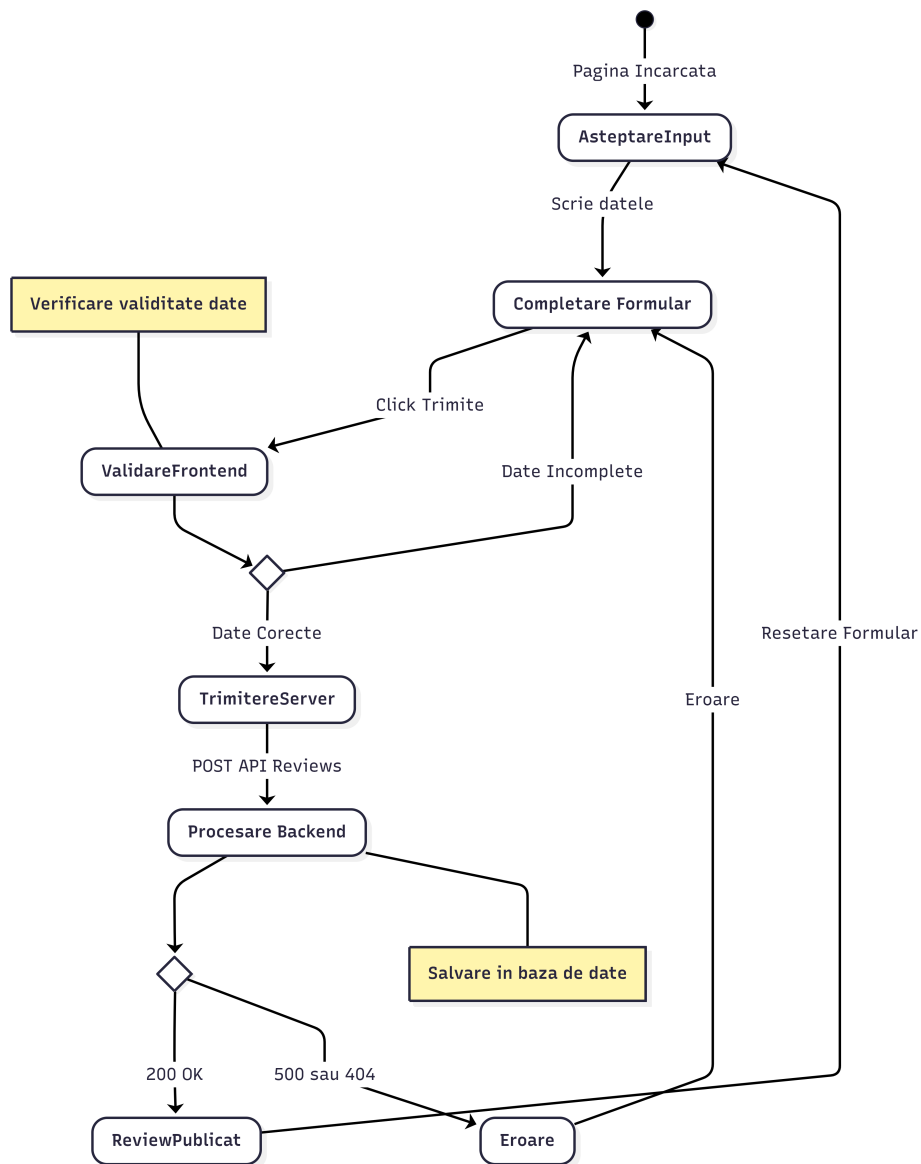 Pagina Incarcata
AsteptareInput
Scrie datele
Verificare validitate date
Completare Formular
Click Trimite
ValidareFrontend
Date Incomplete
Date Corecte
Resetare Formular
TrimitereServer
Eroare
POST API Reviews
Procesare Backend
Salvare in baza de date
200 OK
500 sau 404
ReviewPublicat
Eroare